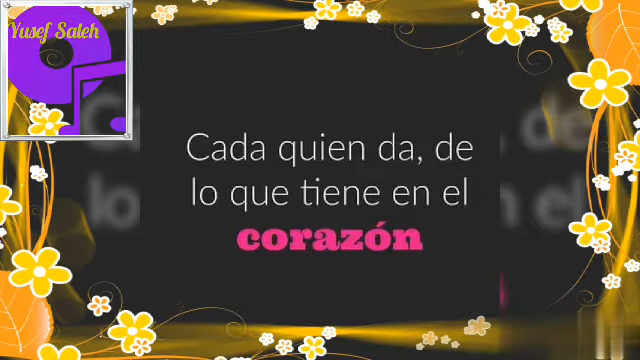 Yusef Saleh
Cada quien da, de
lo que tiene en el
corazón